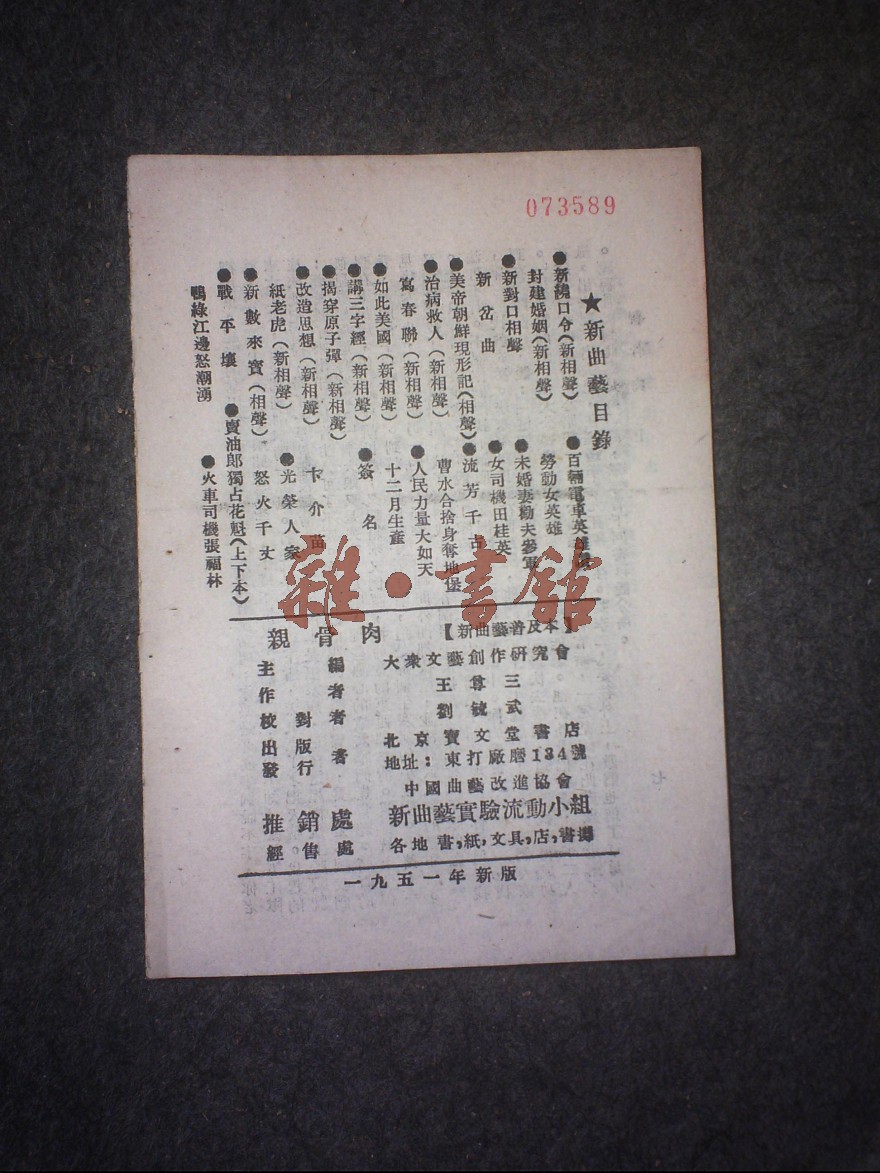 073589
★新曲藝目錄
●新繞口令(新相聲)
封建婚姻(新相聲)
●新對口相聲
新岔曲
●美帝朝鮮現形記(相聲)
●治病救人(新相聲)
寫春聯(新相聲)
●如此美國(新相聲)
●講三字經(新相聲)
●揭穿原子彈(新相聲)
●改造思想(新相聲)
紙老虎(新相聲)
●新數來寶(相聲)
●戰平壤
鴨綠江邊怒潮湧
●百輛電車英雄
勞動女英雄
●未婚妻勸夫參軍
●女司機田桂英
●流芳千古
曹水合捨身奪地堡
●人民力量大如天
十二月生產
●簽名
卞介苗
●光榮人家
怒火千丈
●賣油郎獨占花魁(上下本)
●火車司機張福林
雜·書館
親骨肉
【新曲藝普及本】
主編者 大衆文藝創作研究會
作者 王尊三
校對者 劉毓武
出版者 北京寶文堂書店
發行 地址:東打廠磨134號
中國曲藝改進協會
推銷處 新曲藝實驗流動小組
經售處 各地書,紙,文具,店,書攤
一九五一年新版